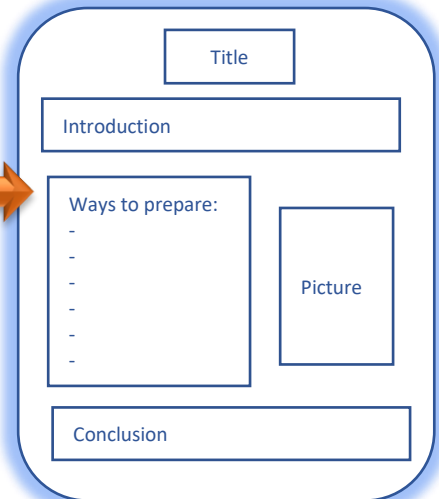 Title
Introduction
Ways to prepare:
-
-
-
-
-
-
Picture
Conclusion